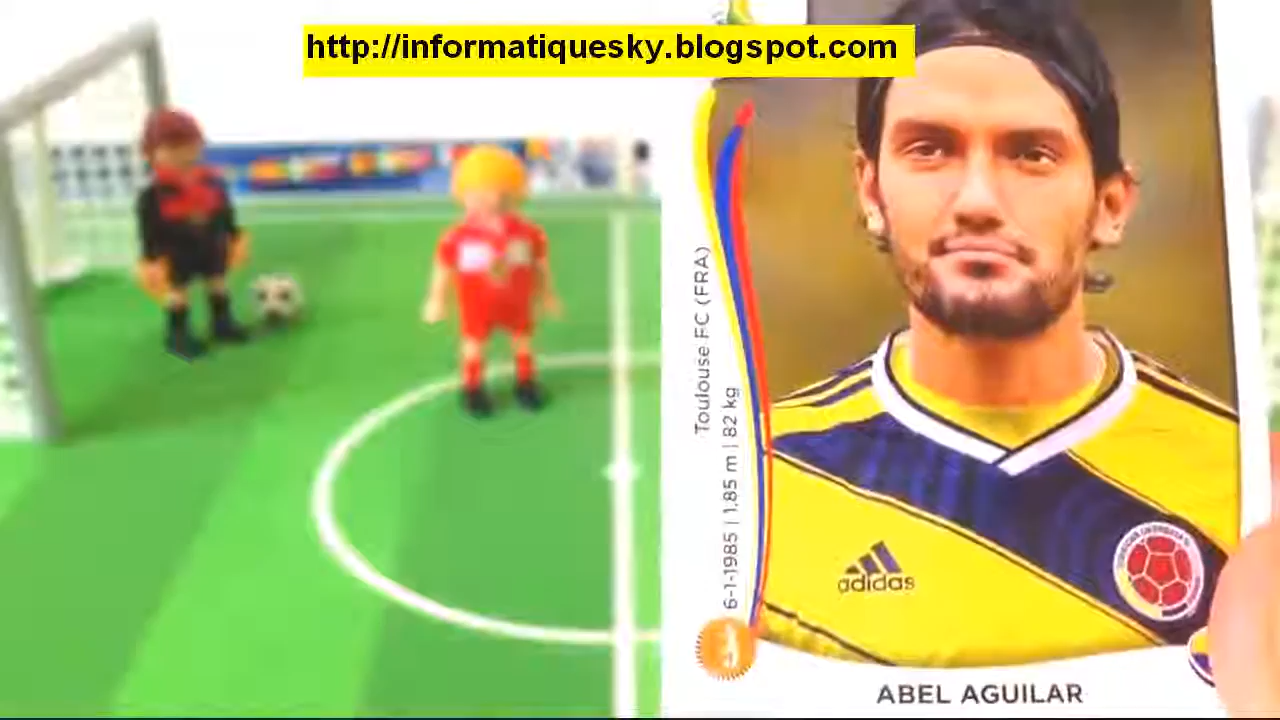 http://informatiquesky.blogspot.com
Toulouse FC (FRA)
6-1-1985 | 1,85 m | 82 kg
adidas
ABEL AGUILAR